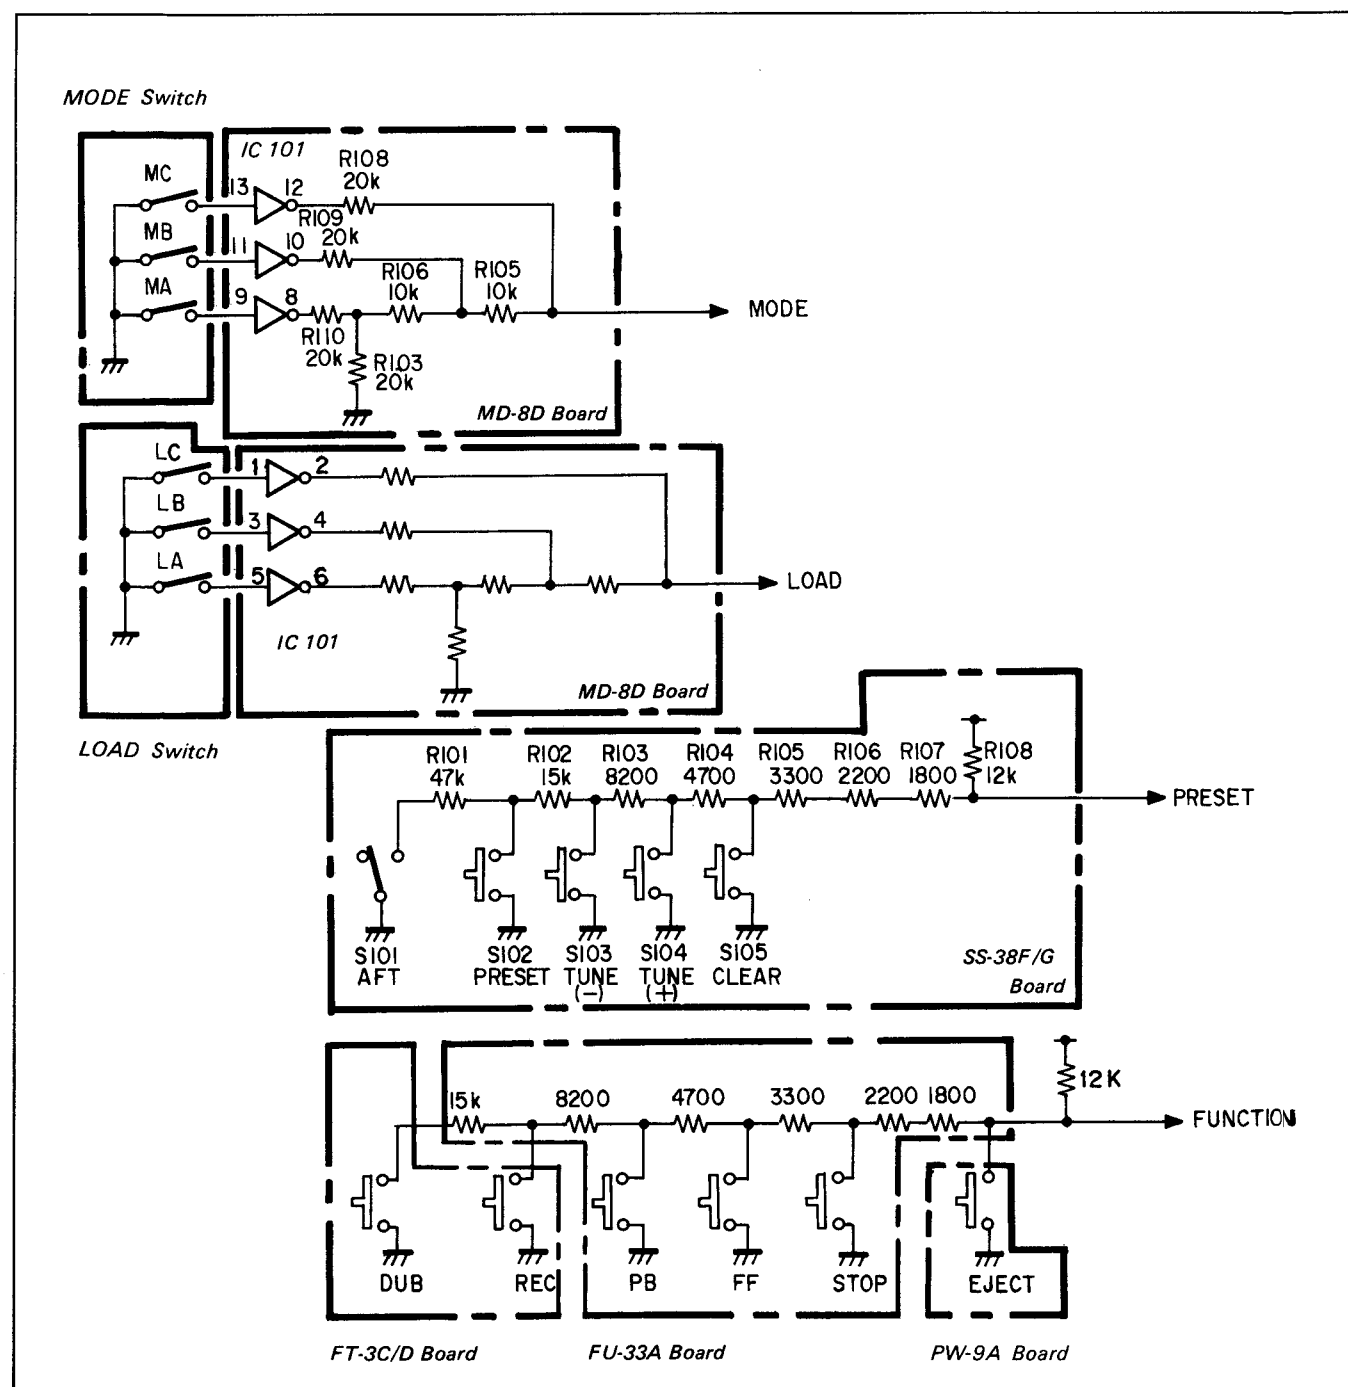 MODE Switch
IC 101
MC
13
12
R108
20k
MB
11
10
R109
20k
MA
9
8
R106
10k
R105
10k
MODE
R110
20k
R103
20k
MD-8D Board
LC
1
2
LB
3
4
LA
5
6
LOAD
IC 101
MD-8D Board
LOAD Switch
R101
47k
R102
15k
R103
8200
R104
4700
R105
3300
R106
2200
R107
1800
R108
12k
PRESET
S101
AFT
S102
PRESET
S103
TUNE
(−)
S104
TUNE
(+)
S105
CLEAR
SS-38F/G
Board
15k
8200
4700
3300
2200
1800
12K
FUNCTION
DUB
REC
PB
FF
STOP
EJECT
FT-3C/D Board
FU-33A Board
PW-9A Board